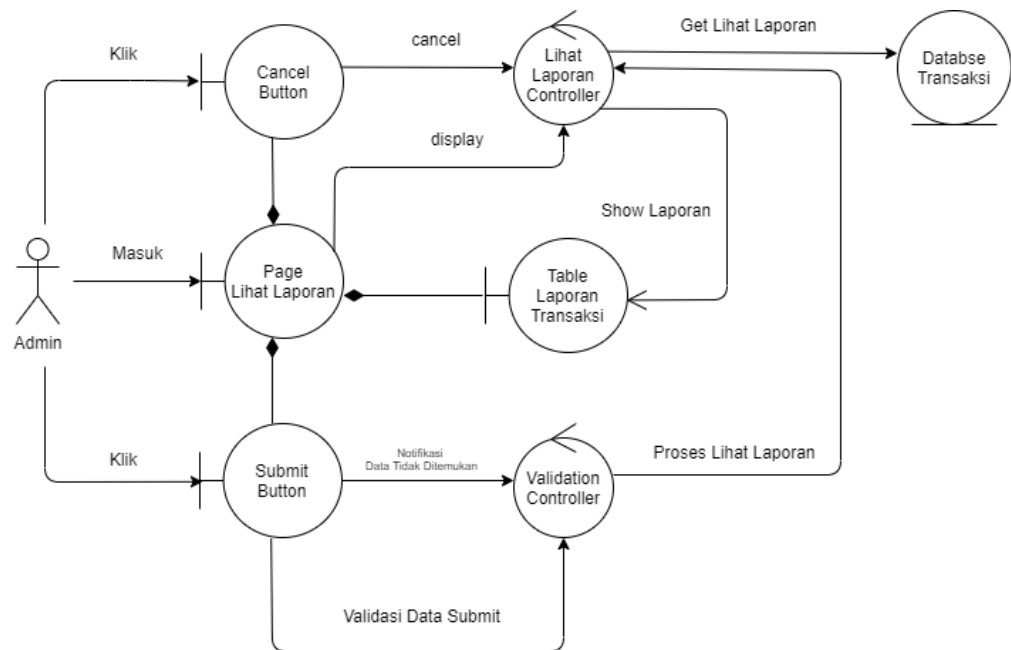 Klik
Cancel
Button
cancel
Lihat
Laporan
Controller
Get Lihat Laporan
Databse
Transaksi
display
Show Laporan
Masuk
Page
Lihat Laporan
Table
Laporan
Transaksi
Admin
Klik
Submit
Button
Notifikasi
Data Tidak Ditemukan
Validation
Controller
Proses Lihat Laporan
Validasi Data Submit